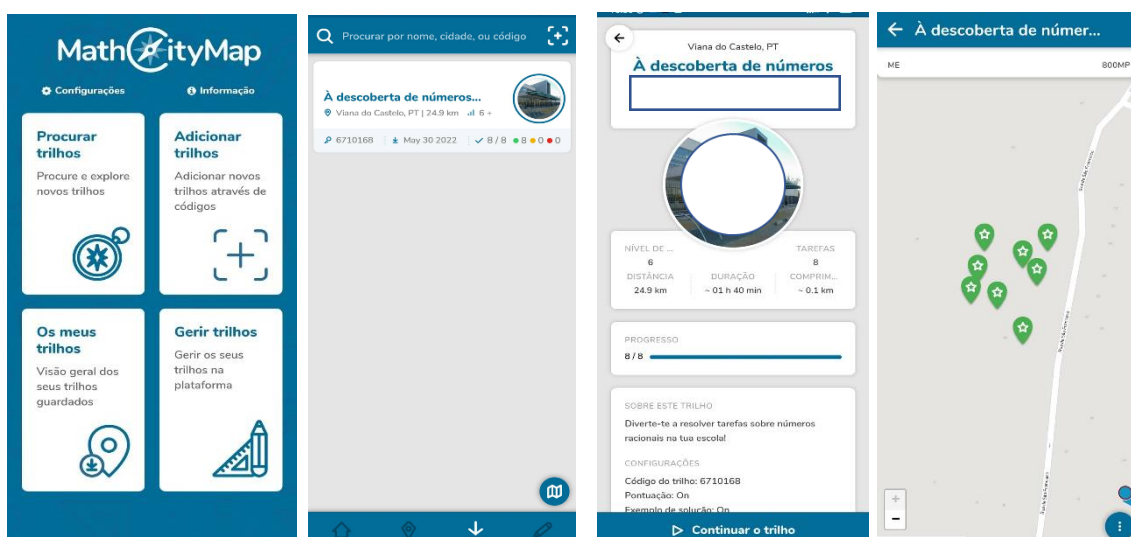 MathCityMap
Configurações
Informação
Procurar
trilhos
Procure e explore
novos trilhos
Adicionar
trilhos
Adicionar novos
trilhos através de
códigos
Os meus
trilhos
Visão geral dos
seus trilhos
guardados
Gerir trilhos
Gerir os seus
trilhos na
plataforma
Procurar por nome, cidade, ou código
À descoberta de números...
Viana do Castelo, PT | 24.9 km 6 +
6710168 May 30 2022 8 / 8 8 0 0
Viana do Castelo, PT
À descoberta de números
NÍVEL DE ...
6
TAREFAS
8
DISTÂNCIA
24.9 km
DURAÇÃO
~ 01 h 40 min
COMPRIM...
~ 0.1 km
PROGRESSO
8 / 8
SOBRE ESTE TRILHO
Diverte-te a resolver tarefas sobre números
racionais na tua escola!
CONFIGURAÇÕES
Código do trilho: 6710168
Pontuação: On
Exemplo de solução: On
Continuar o trilho
À descoberta de númer...
ME
800MP
+
−